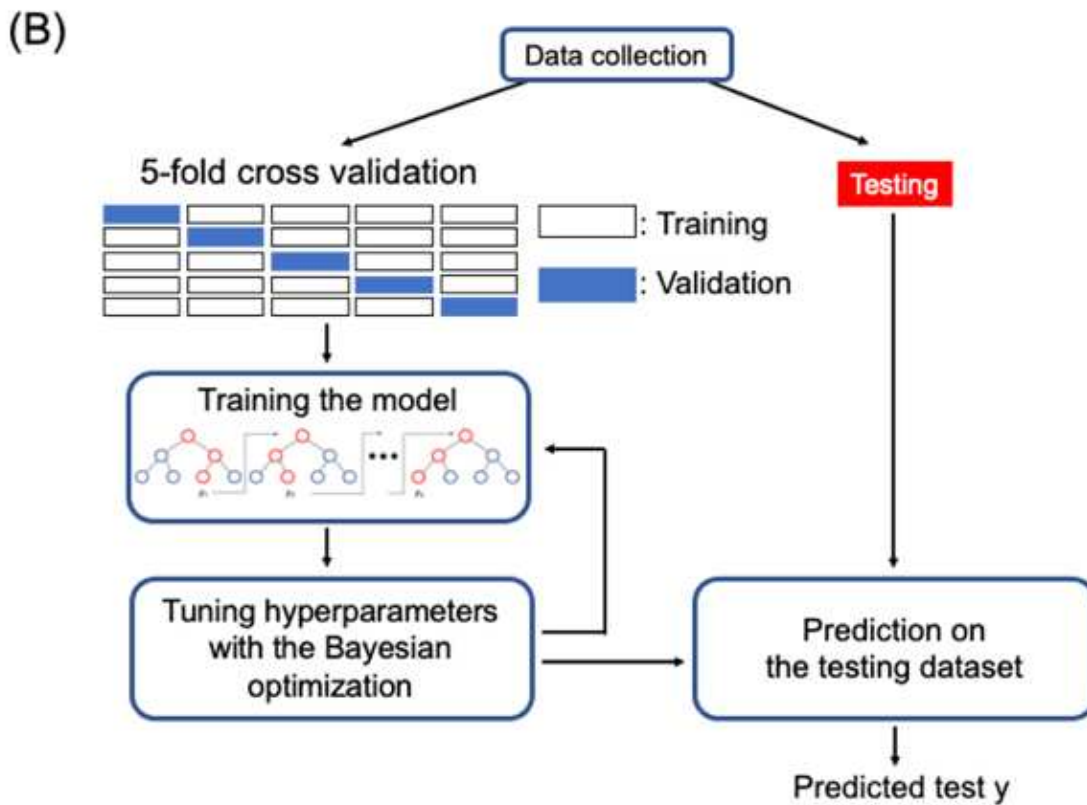 (B)
Data collection
5-fold cross validation
Testing
: Training
: Validation
Training the model
Tuning hyperparameters
with the Bayesian
optimization
Prediction on
the testing dataset
Predicted test y